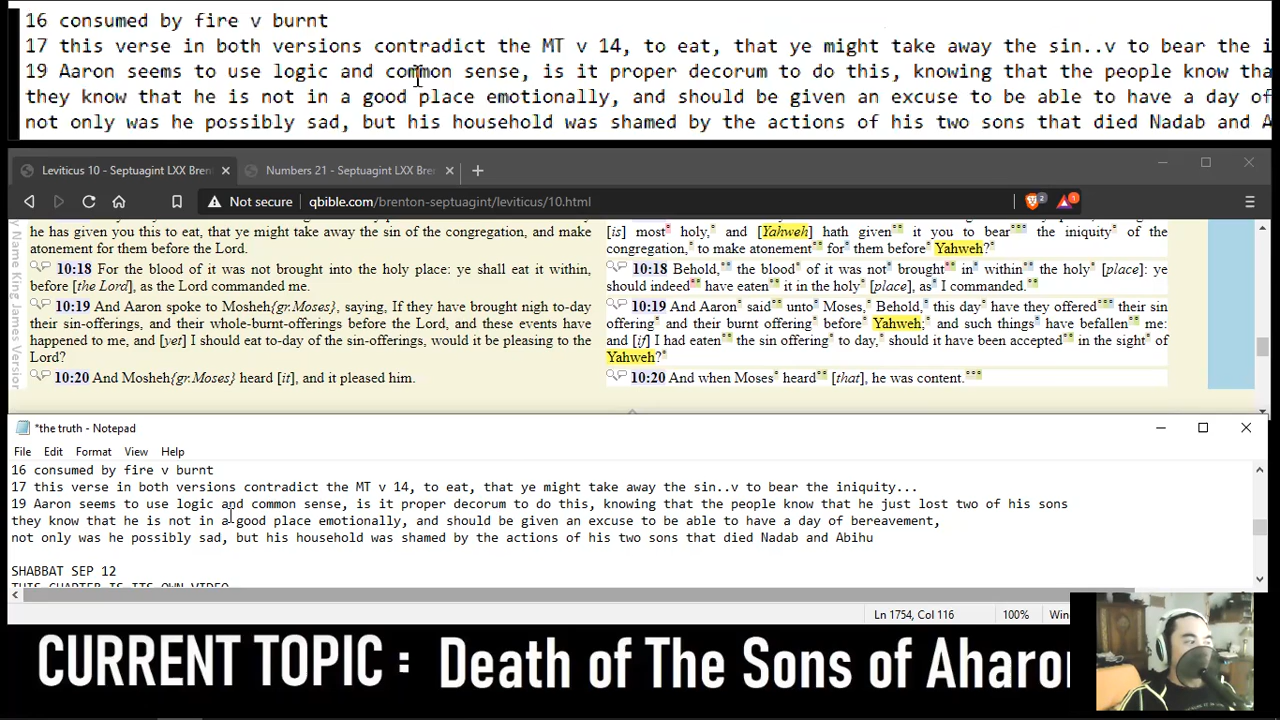 16 consumed by fire v burnt
17 this verse in both versions contradict the MT v 14, to eat, that ye might take away the sin..v to bear the i
19 Aaron seems to use logic and common sense, is it proper decorum to do this, knowing that the people know tha
they know that he is not in a good place emotionally, and should be given an excuse to be able to have a day of
not only was he possibly sad, but his household was shamed by the actions of his two sons that died Nadab and A
Leviticus 10 - Septuagint LXX Bren
Numbers 21 - Septuagint LXX Bren
Not secure
qbible.com/brenton-septuagint/leviticus/10.html
2
1
y Name King James Version
he has given you this to eat, that ye might take away the sin of the congregation, and make
atonement for them before the Lord.
10:18 For the blood of it was not brought into the holy place: ye shall eat it within,
before [the Lord], as the Lord commanded me.
10:19 And Aaron spoke to Mosheh{gr.Moses}, saying, If they have brought nigh to-day
their sin-offerings, and their whole-burnt-offerings before the Lord, and these events have
happened to me, and [yet] I should eat to-day of the sin-offerings, would it be pleasing to the
Lord?
10:20 And Mosheh{gr.Moses} heard [it], and it pleased him.
[is] most holy, and [Yahweh] hath given it you to bear the iniquity of the
congregation, to make atonement for them before Yahweh?
10:18 Behold, the blood of it was not brought in within the holy [place]: ye
should indeed have eaten it in the holy [place], as I commanded.
10:19 And Aaron said unto Moses, Behold, this day have they offered their sin
offering and their burnt offering before Yahweh; and such things have befallen me:
and [if] I had eaten the sin offering to day, should it have been accepted in the sight of
Yahweh?
10:20 And when Moses heard [that], he was content.
*the truth - Notepad
File Edit Format View Help
16 consumed by fire v burnt
17 this verse in both versions contradict the MT v 14, to eat, that ye might take away the sin..v to bear the iniquity...
19 Aaron seems to use logic and common sense, is it proper decorum to do this, knowing that the people know that he just lost two of his sons
they know that he is not in a good place emotionally, and should be given an excuse to be able to have a day of bereavement,
not only was he possibly sad, but his household was shamed by the actions of his two sons that died Nadab and Abihu
SHABBAT SEP 12
THIS CHAPTER IS ITS OWN VIDEO
Ln 1754, Col 116
100%
Win
CURRENT TOPIC : Death of The Sons of Aharo